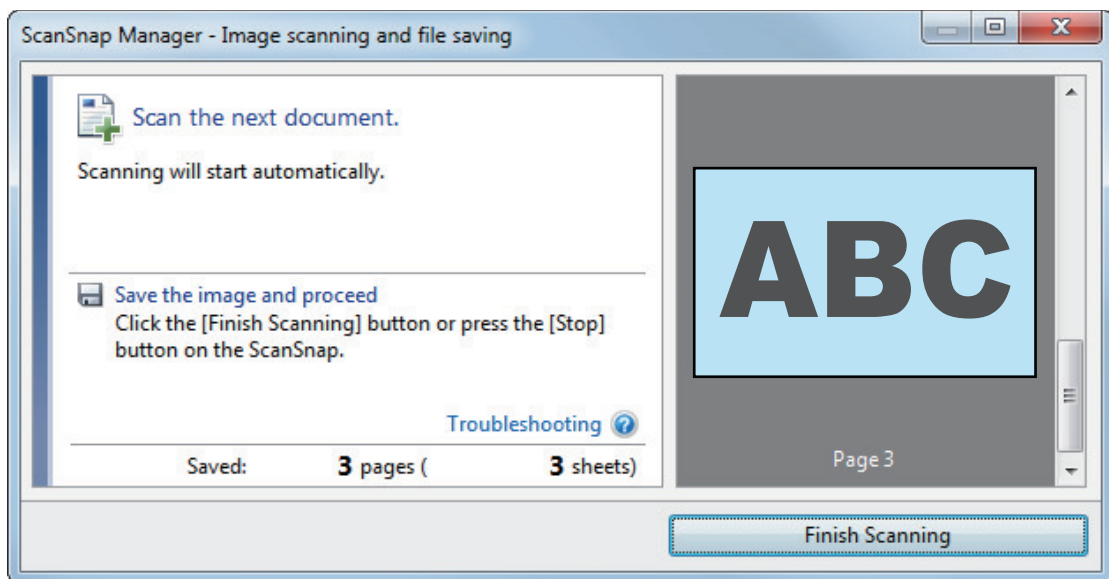 ScanSnap Manager - Image scanning and file saving
Scan the next document.
Scanning will start automatically.
Save the image and proceed
Click the [Finish Scanning] button or press the [Stop]
button on the ScanSnap.
Troubleshooting
Saved: 3 pages ( 3 sheets)
ABC
Page 3
Finish Scanning